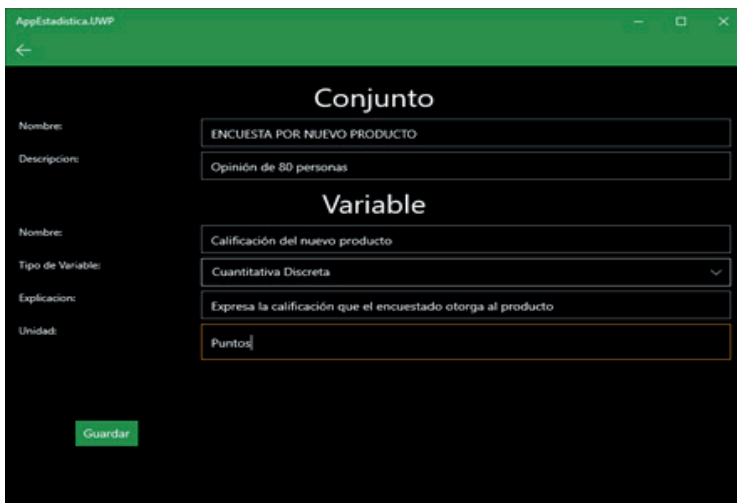 AppEstadistica.UWP
Conjunto
Nombre: ENCUESTA POR NUEVO PRODUCTO
Descripcion: Opinión de 80 personas
Variable
Nombre: Calificación del nuevo producto
Tipo de Variable: Cuantitativa Discreta
Explicacion: Expresa la calificación que el encuestado otorga al producto
Unidad: Puntos
Guardar